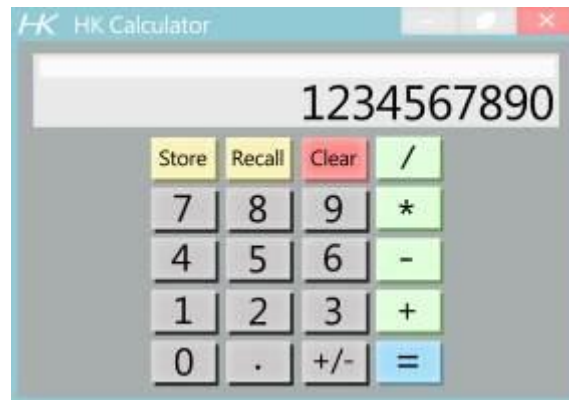 HK HK Calculator
1234567890
Store Recall Clear /
7 8 9 *
4 5 6 -
1 2 3 +
0 . +/- =